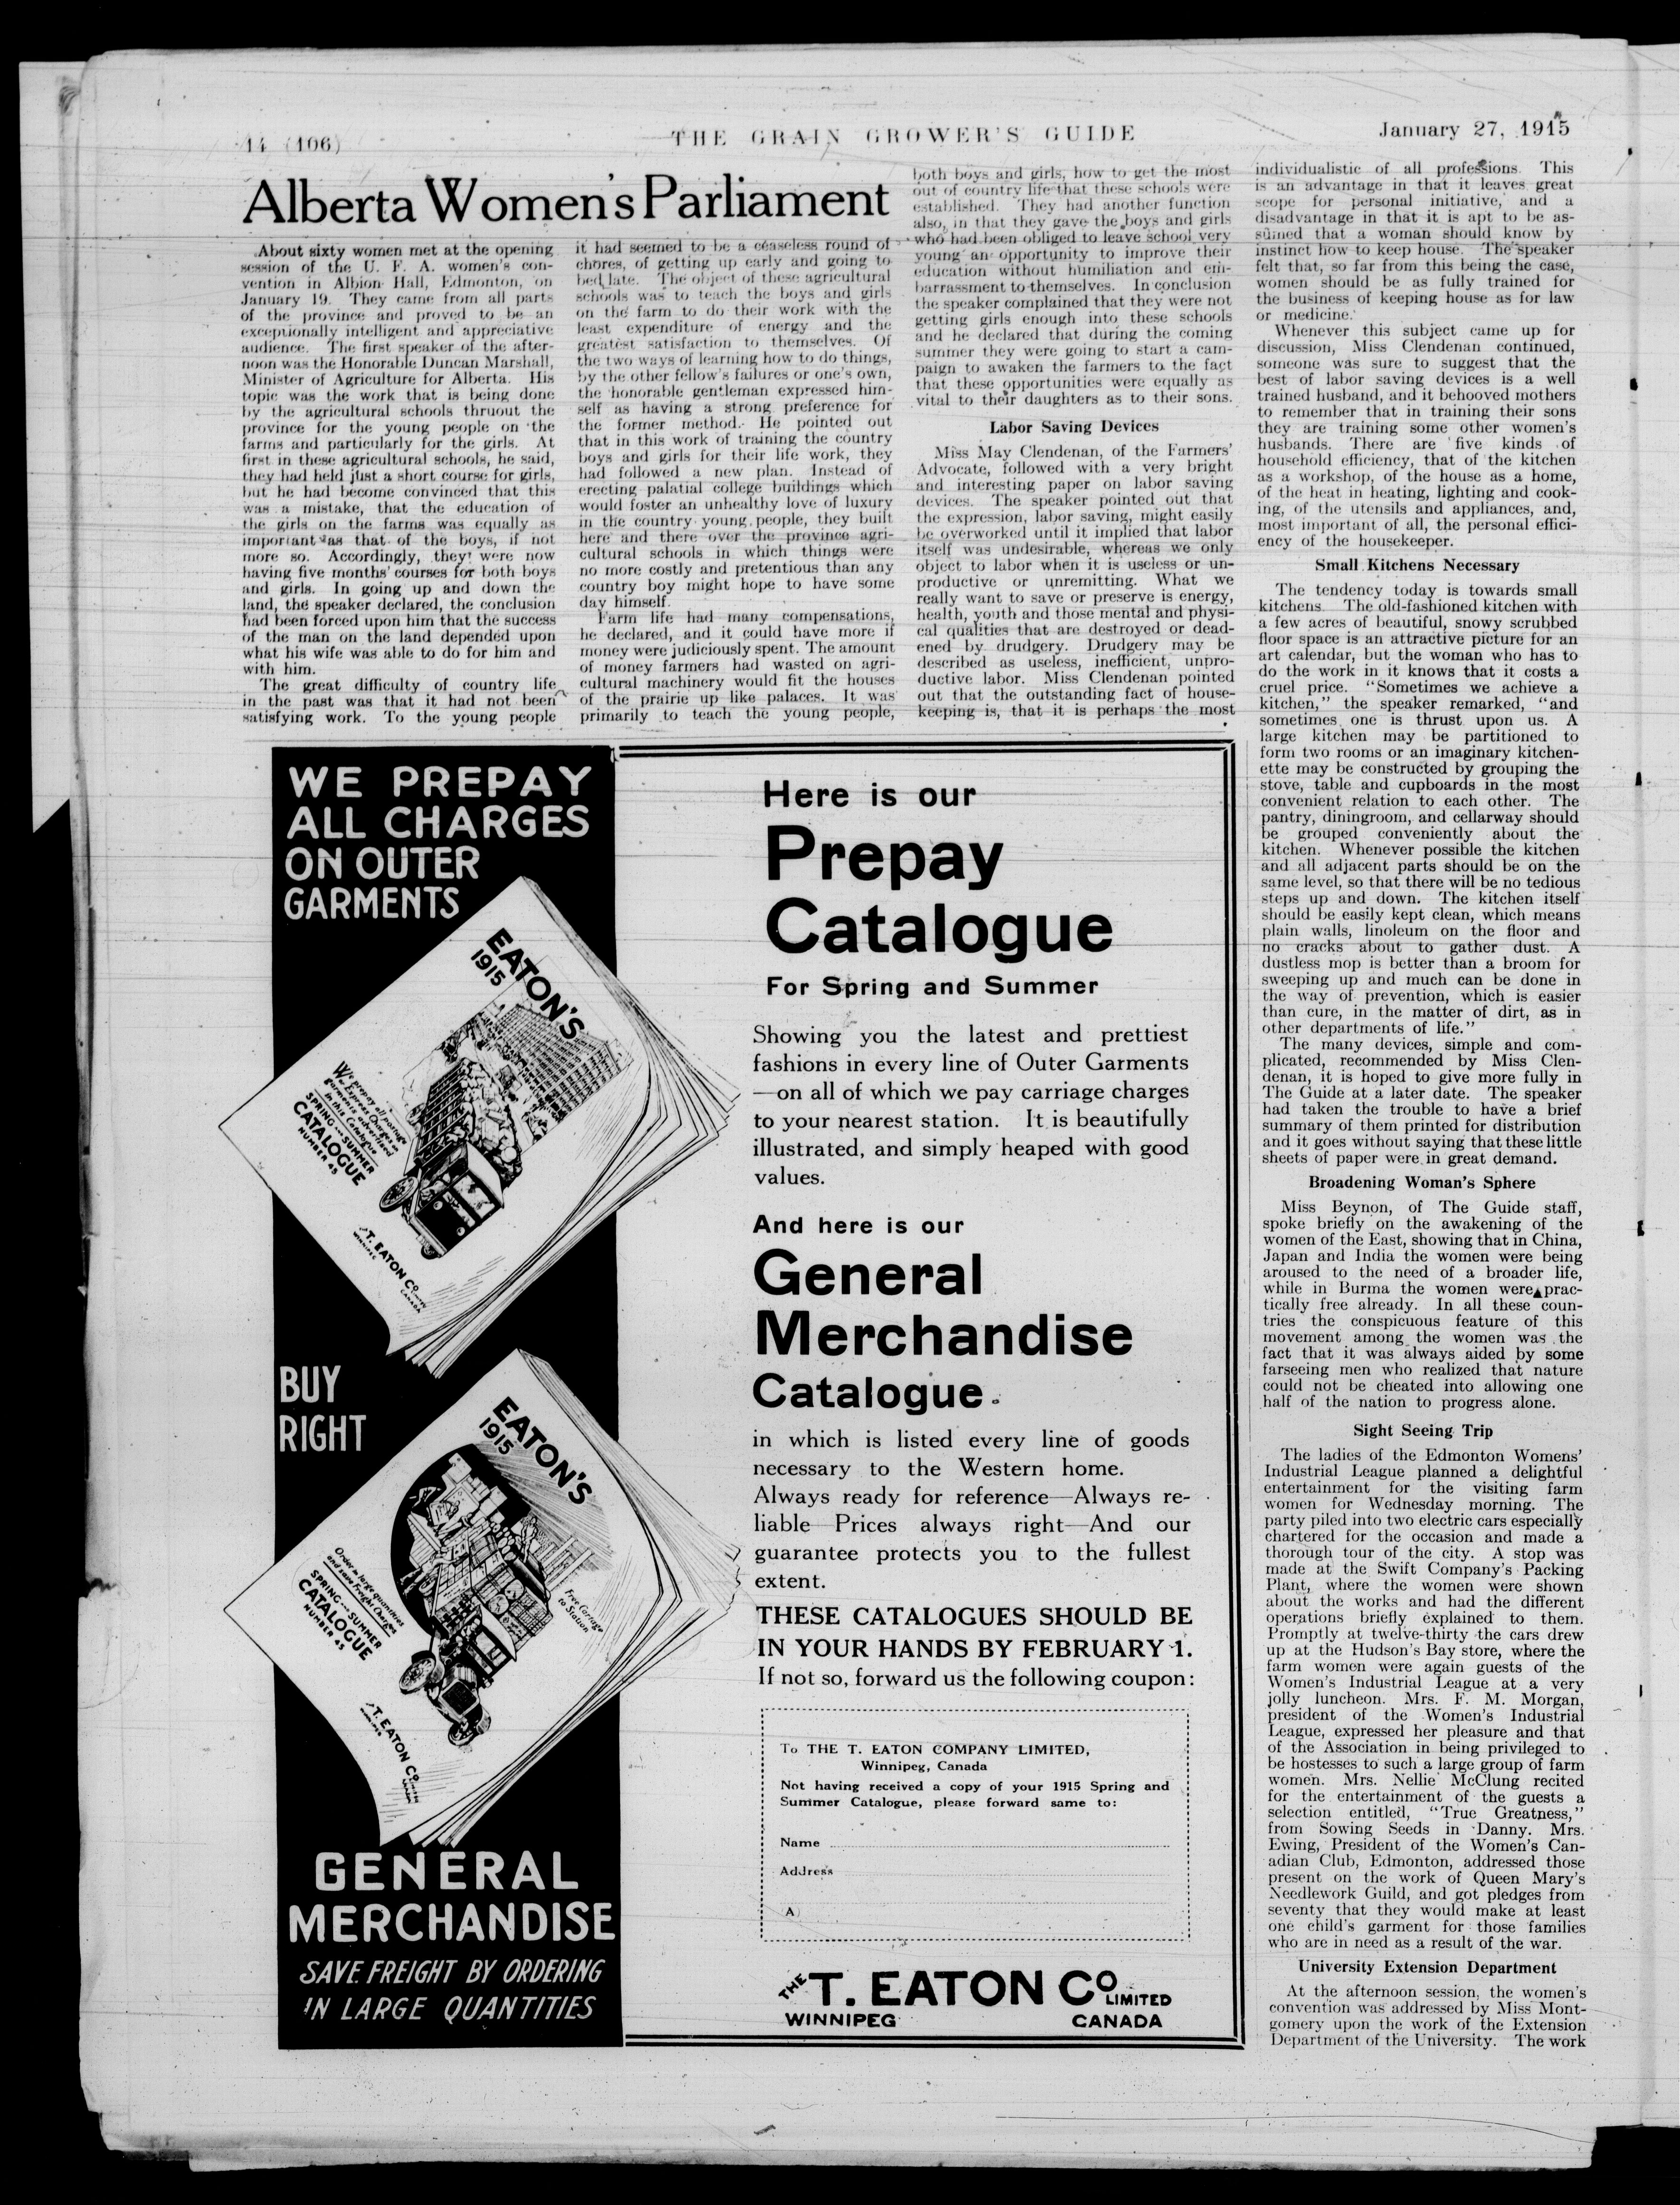 14 (106)
THE GRAIN GROWER'S GUIDE
January 27, 1915
Alberta Women's Parliament
About sixty women met at the opening
session of the U. F. A. women's con-
vention in Albion Hall, Edmonton, on
January 19. They came from all parts
of the province and proved to be an
exceptionally intelligent and appreciative
audience. The first speaker of the after-
noon was the Honorable Duncan Marshall,
Minister of Agriculture for Alberta. His
topic was the work that is being done
by the agricultural schools thruout the
province for the young people on the
farms and particularly for the girls. At
first in these agricultural schools, he said,
they had held just a short course for girls,
but he had become convinced that this
was a mistake, that the education of
the girls on the farms was equally as
important as that of the boys, if not
more so. Accordingly, they were now
having five months' courses for both boys
and girls. In going up and down the
land, the speaker declared, the conclusion
had been forced upon him that the success
of the man on the land depended upon
what his wife was able to do for him and
with him.
The great difficulty of country life
in the past was that it had not been
satisfying work. To the young people
it had seemed to be a ceaseless round of
chores, of getting up early and going to
bed late. The object of these agricultural
schools was to teach the boys and girls
on the farm to do their work with the
least expenditure of energy and the
greatest satisfaction to themselves. Of
the two ways of learning how to do things,
by the other fellow's failures or one's own,
the honorable gentleman expressed him-
self as having a strong preference for
the former method. He pointed out
that in this work of training the country
boys and girls for their life work, they
had followed a new plan. Instead of
erecting palatial college buildings which
would foster an unhealthy love of luxury
in the country young people, they built
here and there over the province agri-
cultural schools in which things were
no more costly and pretentious than any
country boy might hope to have some
day himself.
Farm life had many compensations,
he declared, and it could have more if
money were judiciously spent. The amount
of money farmers had wasted on agri-
cultural machinery would fit the houses
of the prairie up like palaces. It was
primarily to teach the young people,
both boys and girls, how to get the most
out of country life that these schools were
established. They had another function
also, in that they gave the boys and girls
who had been obliged to leave school very
young an opportunity to improve their
education without humiliation and em-
barrassment to themselves. In conclusion
the speaker complained that they were not
getting girls enough into these schools
and he declared that during the coming
summer they were going to start a cam-
paign to awaken the farmers to the fact
that these opportunities were equally as
vital to their daughters as to their sons.
Labor Saving Devices
Miss May Clendenan, of the Farmers'
Advocate, followed with a very bright
and interesting paper on labor saving
devices. The speaker pointed out that
the expression, labor saving, might easily
be overworked until it implied that labor
itself was undesirable, whereas we only
object to labor when it is useless or un-
productive or unremitting. What we
really want to save or preserve is energy,
health, youth and those mental and physi-
cal qualities that are destroyed or dead-
ened by drudgery. Drudgery may be
described as useless, inefficient, unpro-
ductive labor. Miss Clendenan pointed
out that the outstanding fact of house-
keeping is, that it is perhaps the most
individualistic of all professions. This
is an advantage in that it leaves great
scope for personal initiative, and a
disadvantage in that it is apt to be as-
sumed that a woman should know by
instinct how to keep house. The speaker
felt that, so far from this being the case,
women should be as fully trained for
the business of keeping house as for law
or medicine.
Whenever this subject came up for
discussion, Miss Clendenan continued,
someone was sure to suggest that the
best of labor saving devices is a well
trained husband, and it behooved mothers
to remember that in training their sons
they are training some other women's
husbands. There are five kinds of
household efficiency, that of the kitchen
as a workshop, of the house as a home,
of the heat in heating, lighting and cook-
ing, of the utensils and appliances, and,
most important of all, the personal effici-
ency of the housekeeper.
Small Kitchens Necessary
The tendency today is towards small
kitchens. The old-fashioned kitchen with
a few acres of beautiful, snowy scrubbed
floor space is an attractive picture for an
art calendar, but the woman who has to
do the work in it knows that it costs a
cruel price. "Sometimes we achieve a
kitchen," the speaker remarked, "and
sometimes one is thrust upon us. A
large kitchen may be partitioned to
form two rooms or an imaginary kitchen-
ette may be constructed by grouping the
stove, table and cupboards in the most
convenient relation to each other. The
pantry, diningroom, and cellarway should
be grouped conveniently about the
kitchen. Whenever possible the kitchen
and all adjacent parts should be on the
same level, so that there will be no tedious
steps up and down. The kitchen itself
should be easily kept clean, which means
plain walls, linoleum on the floor and
no cracks about to gather dust. A
dustless mop is better than a broom for
sweeping up and much can be done in
the way of prevention, which is easier
than cure, in the matter of dirt, as in
other departments of life."
The many devices, simple and com-
plicated, recommended by Miss Clen-
denan, it is hoped to give more fully in
The Guide at a later date. The speaker
had taken the trouble to have a brief
summary of them printed for distribution
and it goes without saying that these little
sheets of paper were in great demand.
Broadening Woman's Sphere
Miss Beynon, of The Guide staff,
spoke briefly on the awakening of the
women of the East, showing that in China,
Japan and India the women were being
aroused to the need of a broader life,
while in Burma the women were prac-
tically free already. In all these coun-
tries the conspicuous feature of this
movement among the women was the
fact that it was always aided by some
farseeing men who realized that nature
could not be cheated into allowing one
half of the nation to progress alone.
Sight Seeing Trip
The ladies of the Edmonton Womens'
Industrial League planned a delightful
entertainment for the visiting farm
women for Wednesday morning. The
party piled into two electric cars especially
chartered for the occasion and made a
thorough tour of the city. A stop was
made at the Swift Company's Packing
Plant, where the women were shown
about the works and had the different
operations briefly explained to them.
Promptly at twelve-thirty the cars drew
up at the Hudson's Bay store, where the
farm women were again guests of the
Women's Industrial League at a very
jolly luncheon. Mrs. F. M. Morgan,
president of the Women's Industrial
League, expressed her pleasure and that
of the Association in being privileged to
be hostesses to such a large group of farm
women. Mrs. Nellie McClung recited
for the entertainment of the guests a
selection entitled, "True Greatness,"
from Sowing Seeds in Danny. Mrs.
Ewing, President of the Women's Can-
adian Club, Edmonton, addressed those
present on the work of Queen Mary's
Needlework Guild, and got pledges from
seventy that they would make at least
one child's garment for those families
who are in need as a result of the war.
University Extension Department
At the afternoon session, the women's
convention was addressed by Miss Mont-
gomery upon the work of the Extension
Department of the University. The work
WE PREPAY
ALL CHARGES
ON OUTER
GARMENTS
EATON'S
1915
We prepay all postage
or Express Charges on
garments advertised
in this Catalogue
SPRING AND SUMMER
CATALOGUE
NUMBER 45
THE T. EATON CO LIMITED
WINNIPEG CANADA
BUY
RIGHT
EATON'S
1915
Order in large quantities
and save Freight Charges
SPRING AND SUMMER
CATALOGUE
NUMBER 45
Free Carriage
to Station
THE T. EATON CO LIMITED
WINNIPEG
GENERAL
MERCHANDISE
SAVE FREIGHT BY ORDERING
IN LARGE QUANTITIES
Here is our
Prepay
Catalogue
For Spring and Summer
Showing you the latest and prettiest
fashions in every line of Outer Garments
—on all of which we pay carriage charges
to your nearest station. It is beautifully
illustrated, and simply heaped with good
values.
And here is our
General
Merchandise
Catalogue
in which is listed every line of goods
necessary to the Western home.
Always ready for reference—Always re-
liable—Prices always right—And our
guarantee protects you to the fullest
extent.
THESE CATALOGUES SHOULD BE
IN YOUR HANDS BY FEBRUARY 1.
If not so, forward us the following coupon:
To THE T. EATON COMPANY LIMITED,
Winnipeg, Canada
Not having received a copy of your 1915 Spring and
Summer Catalogue, please forward same to:
Name
Address
(A)
THE T. EATON CO LIMITED
WINNIPEG CANADA